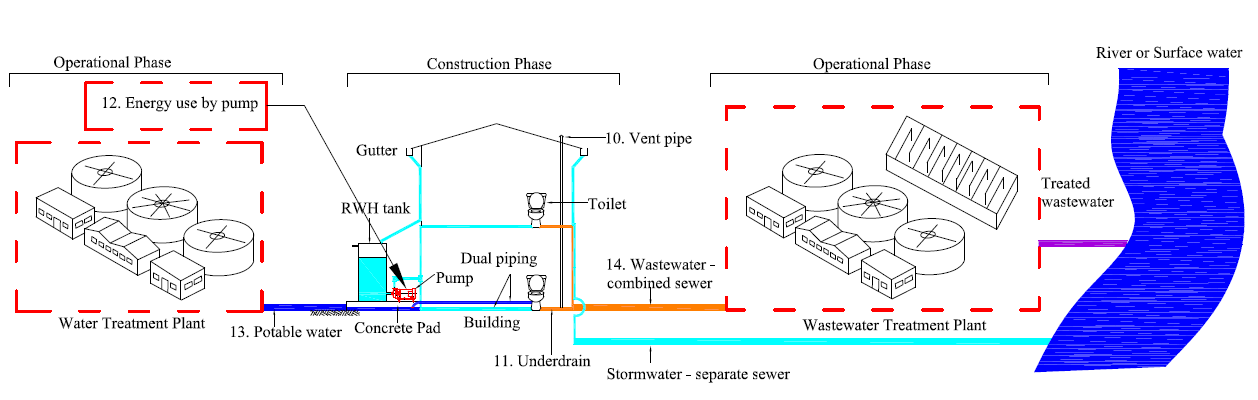 River or Surface water
Operational Phase
Construction Phase
Operational Phase
12. Energy use by pump
10. Vent pipe
Gutter
Treated
wastewater
RWH tank
Toilet
Dual piping
14. Wastewater -
combined sewer
Pump
Water Treatment Plant
13. Potable water
Concrete Pad
Building
Wastewater Treatment Plant
11. Underdrain
Stormwater - separate sewer